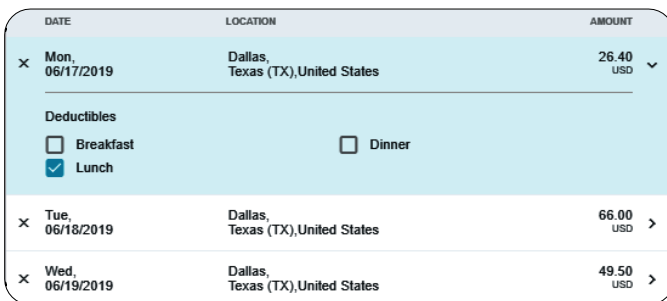 DATE LOCATION AMOUNT
Mon, Dallas, 26.40
06/17/2019 Texas (TX),United States USD
Deductibles
Breakfast Dinner
Lunch
Tue, Dallas, 66.00
06/18/2019 Texas (TX),United States USD
Wed, Dallas, 49.50
06/19/2019 Texas (TX),United States USD